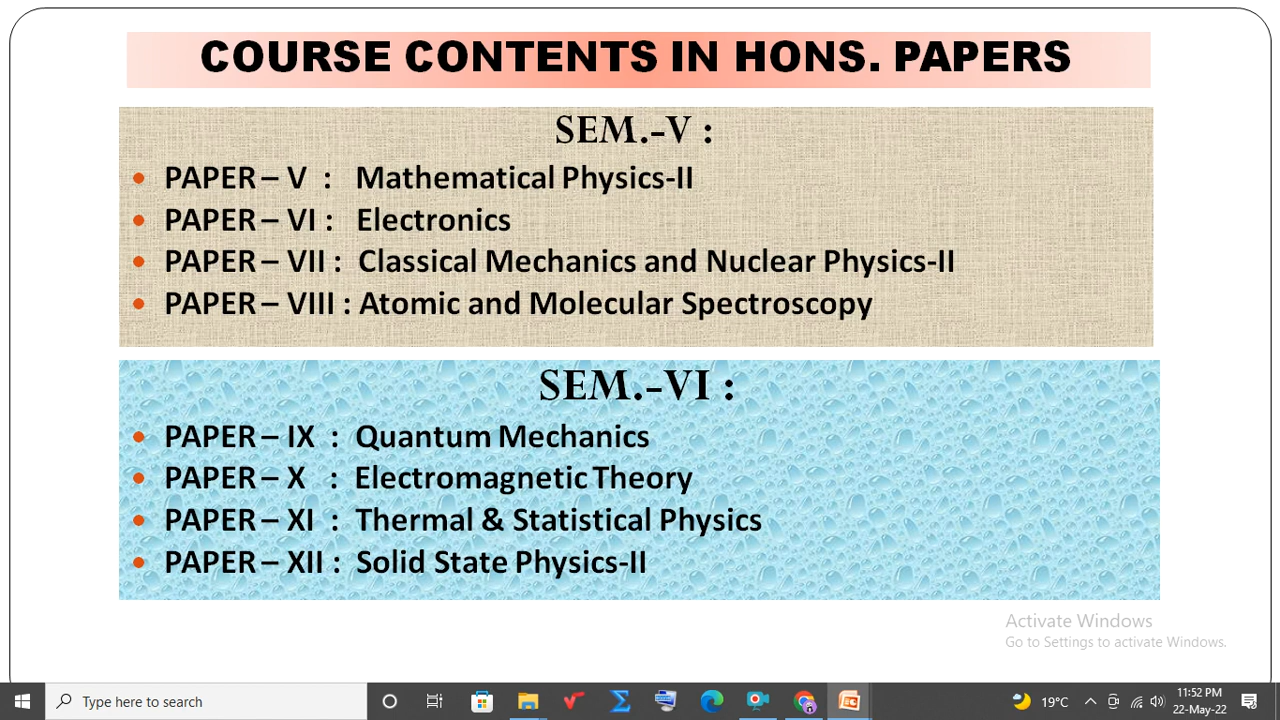 COURSE CONTENTS IN HONS. PAPERS
SEM.-V :
• PAPER – V : Mathematical Physics-II
• PAPER – VI : Electronics
• PAPER – VII : Classical Mechanics and Nuclear Physics-II
• PAPER – VIII : Atomic and Molecular Spectroscopy
SEM.-VI :
• PAPER – IX : Quantum Mechanics
• PAPER – X : Electromagnetic Theory
• PAPER – XI : Thermal & Statistical Physics
• PAPER – XII : Solid State Physics-II
Activate Windows
Go to Settings to activate Windows.
Type here to search
19°C
11:52 PM
22-May-22